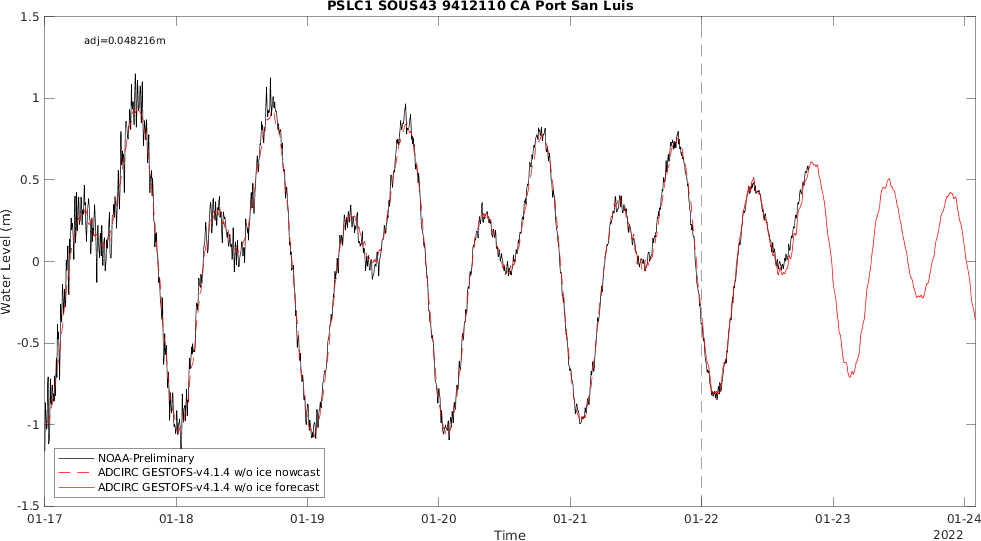 PSLC1 SOUS43 9412110 CA Port San Luis
adj=0.048216m
1.5
1
0.5
0
-0.5
-1
-1.5
Water Level (m)
NOAA-Preliminary
ADCIRC GESTOFS-v4.1.4 w/o ice nowcast
ADCIRC GESTOFS-v4.1.4 w/o ice forecast
01-17 01-18 01-19 01-20 01-21 01-22 01-23 01-24
Time
2022